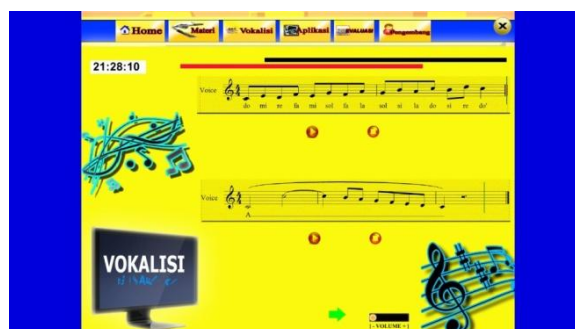 Home Materi Vokalisi Aplikasi EVALUASI Pengembang
21:28:10
Voice
do mi re fa mi sol fa la sol si la do si re do'
Voice
A
VOKALISI
[- VOLUME +]